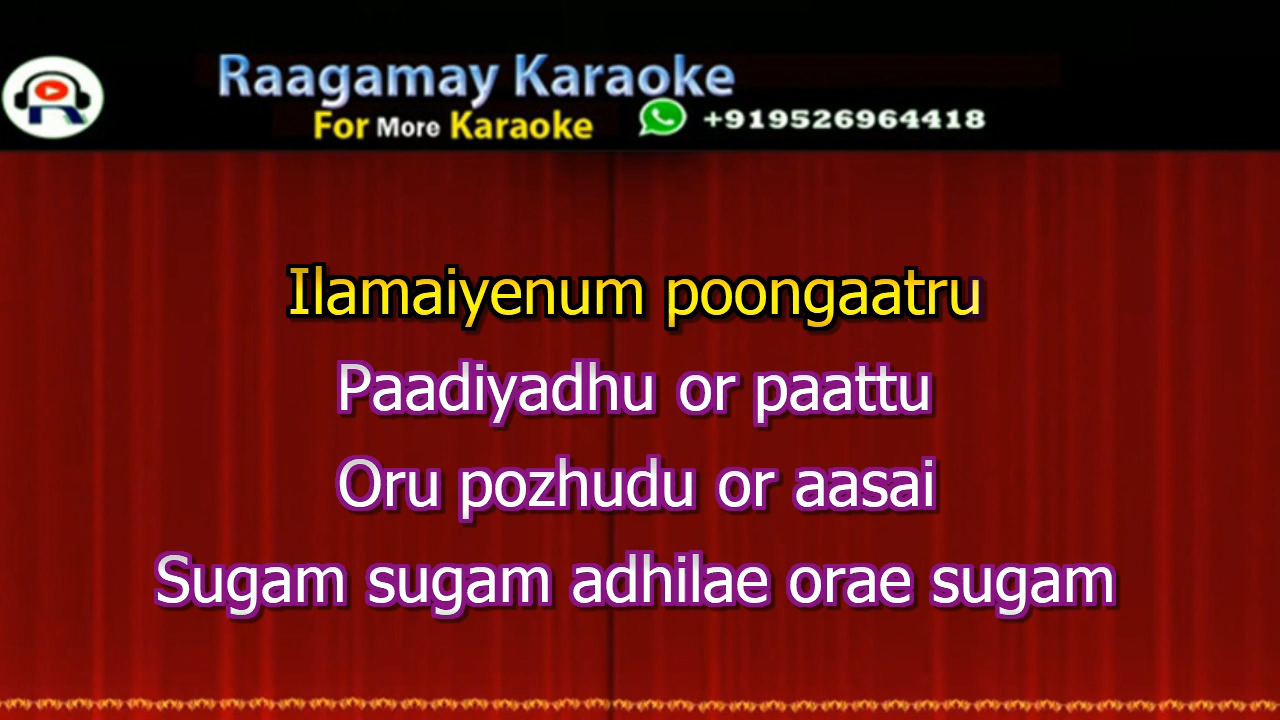 Raagamay Karaoke
For More Karaoke +919526964418
Ilamaiyenum poongaatru
Paadiyadhu or paattu
Oru pozhudu or aasai
Sugam sugam adhilae orae sugam